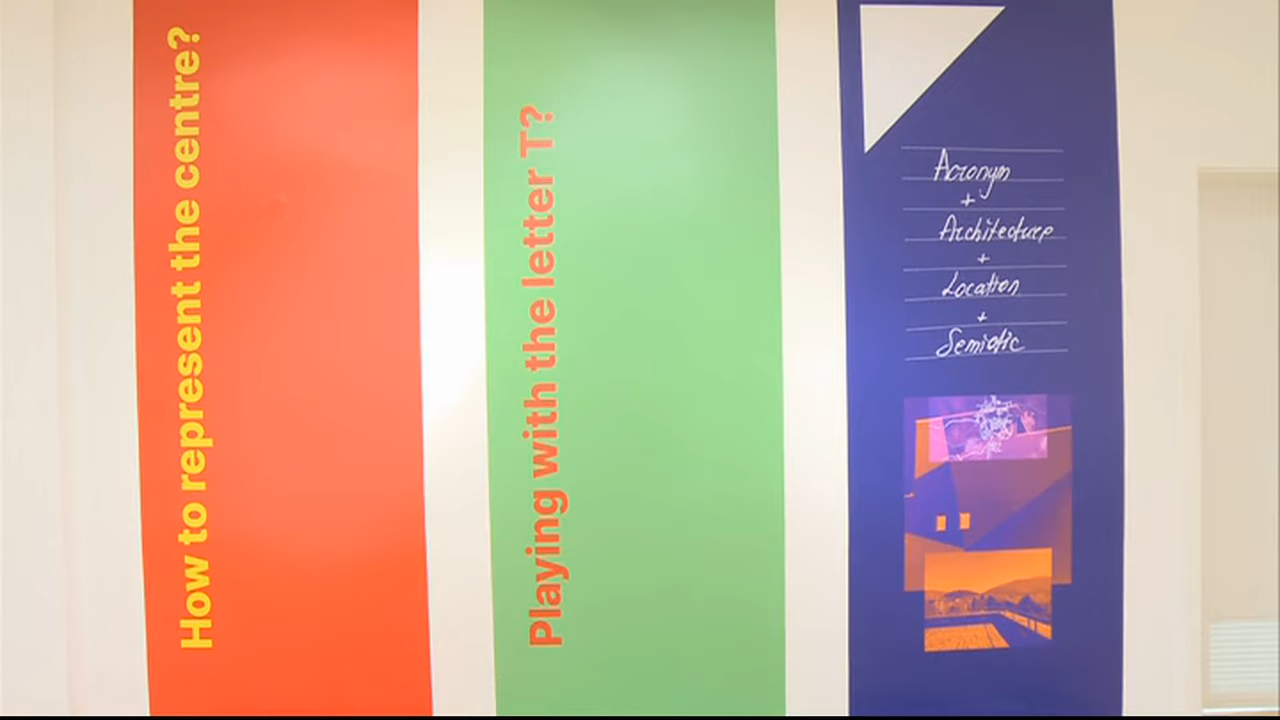 How to represent the centre?
Playing with the letter T?
Acronym
+
Architecture
+
Location
+
Semiotic